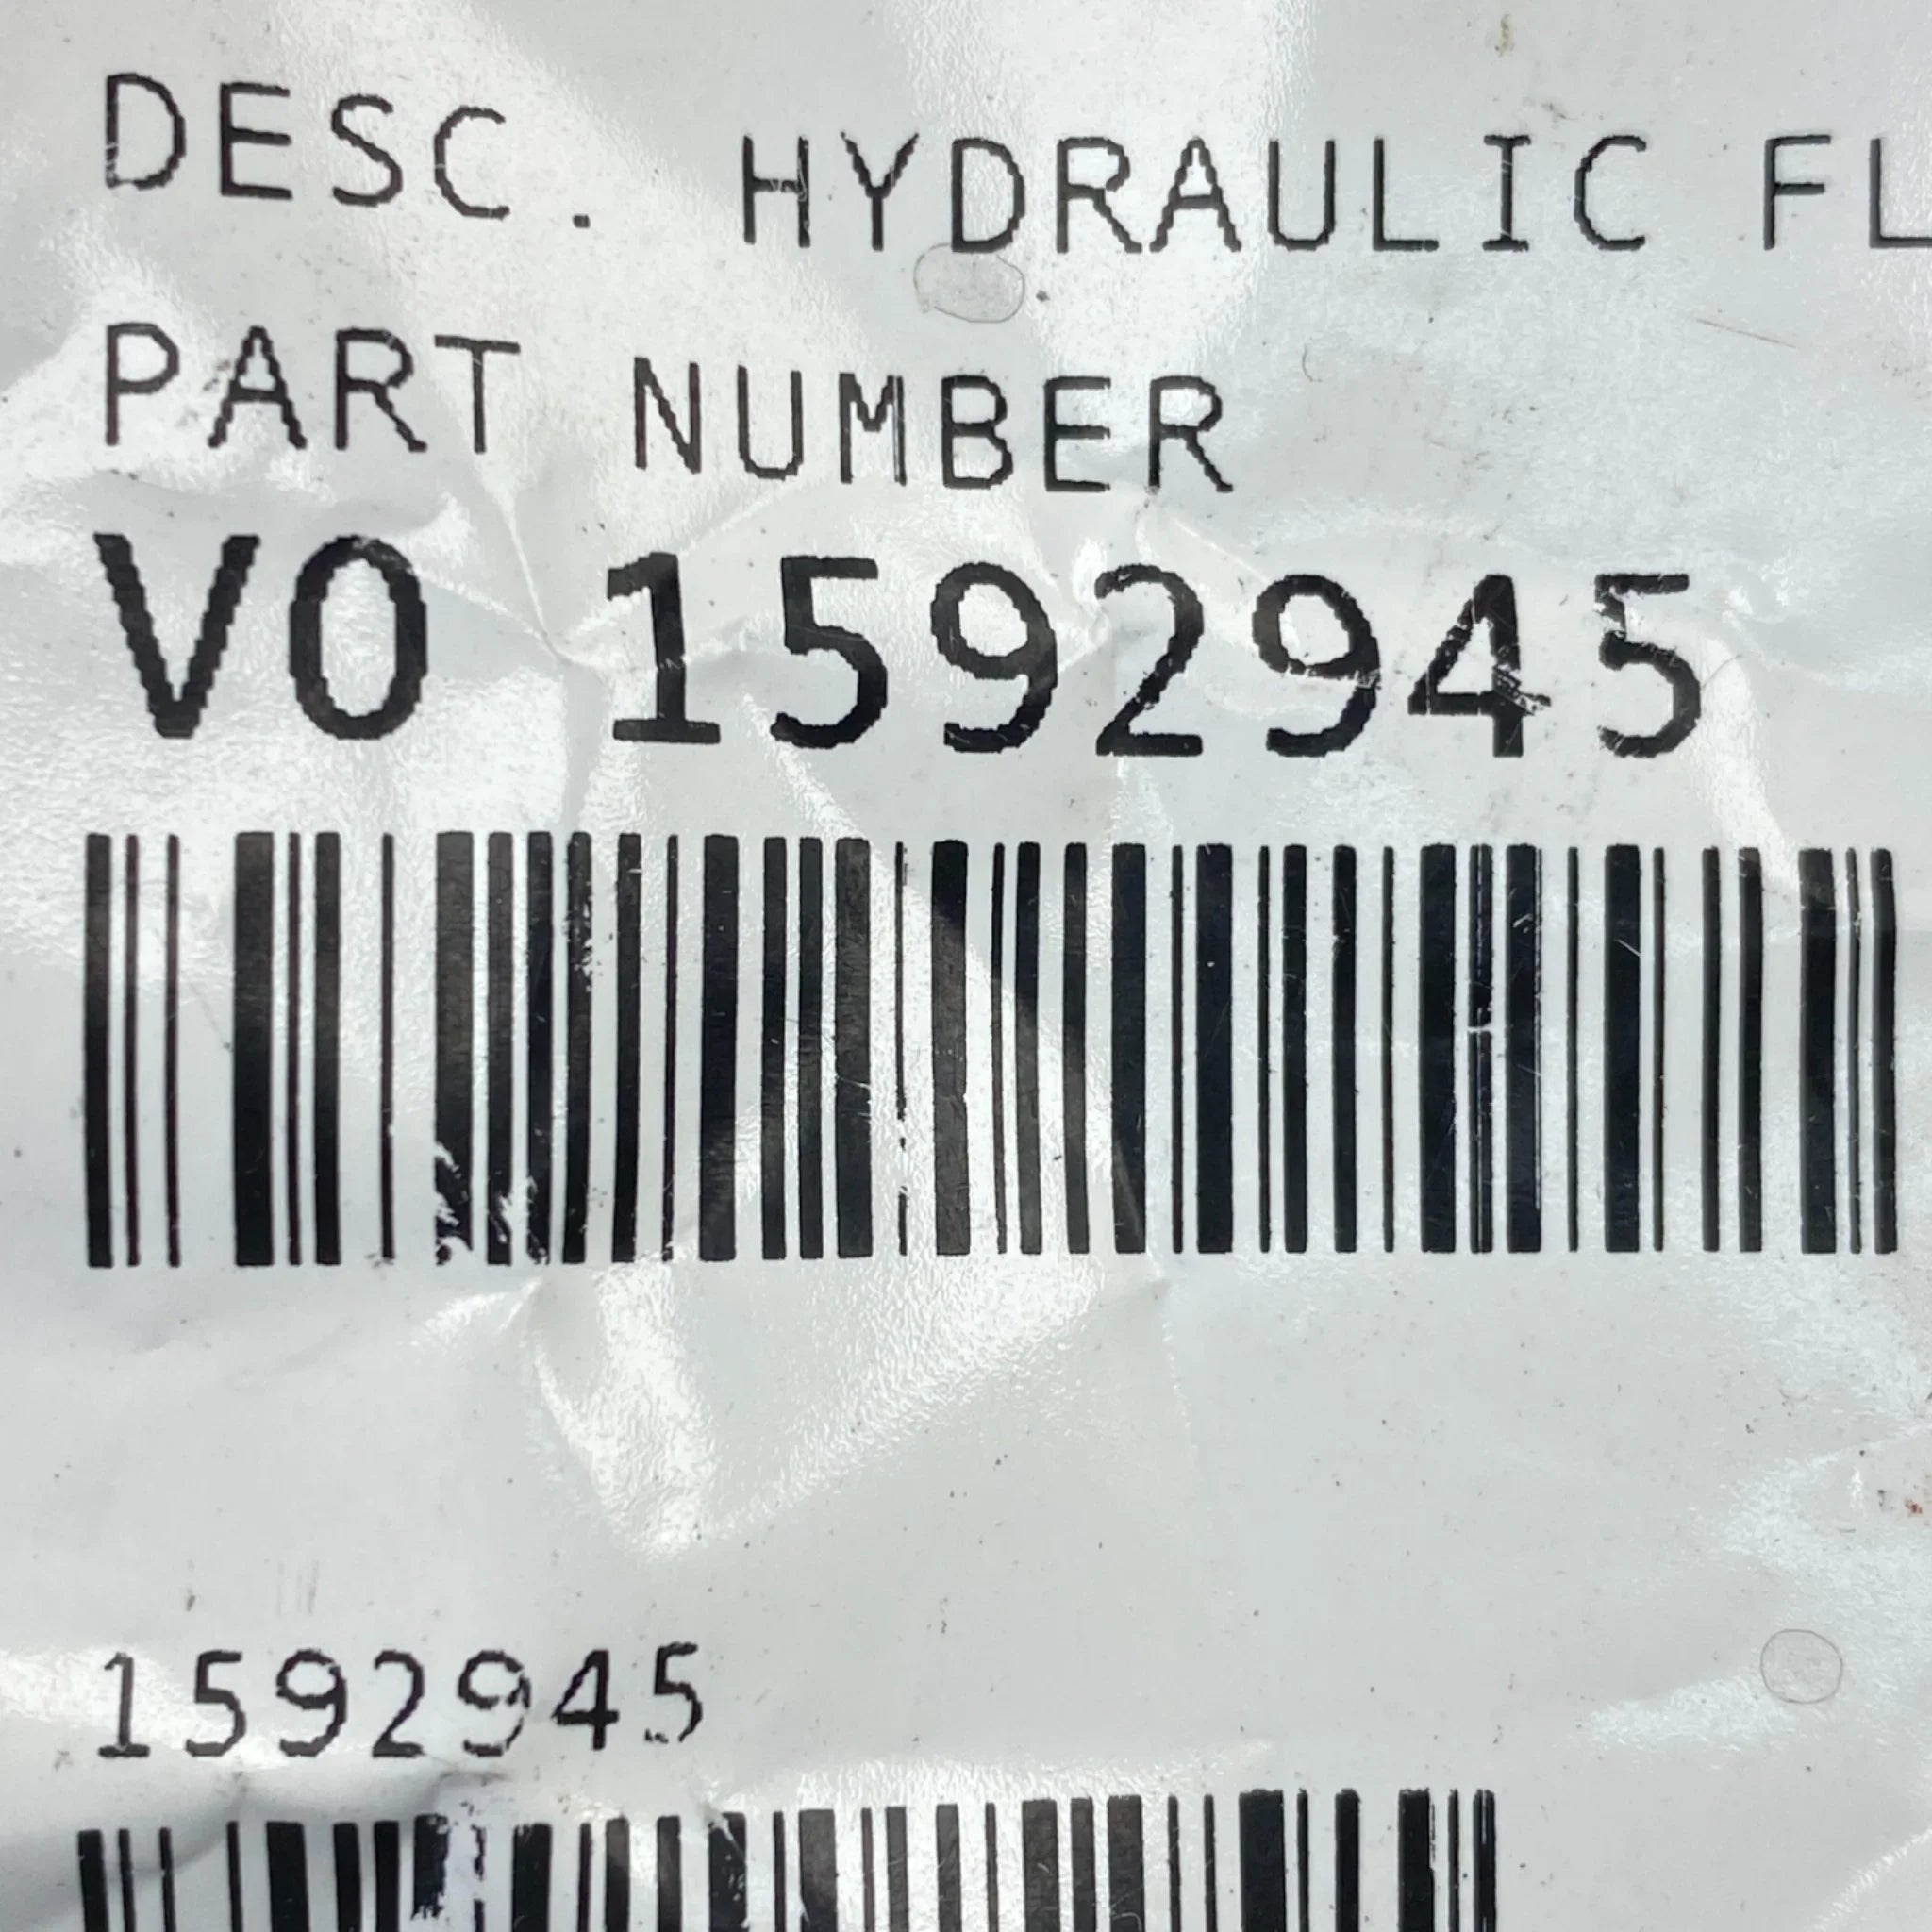 DESC. HYDRAULIC FL
PART NUMBER
VO 1592945
1592945